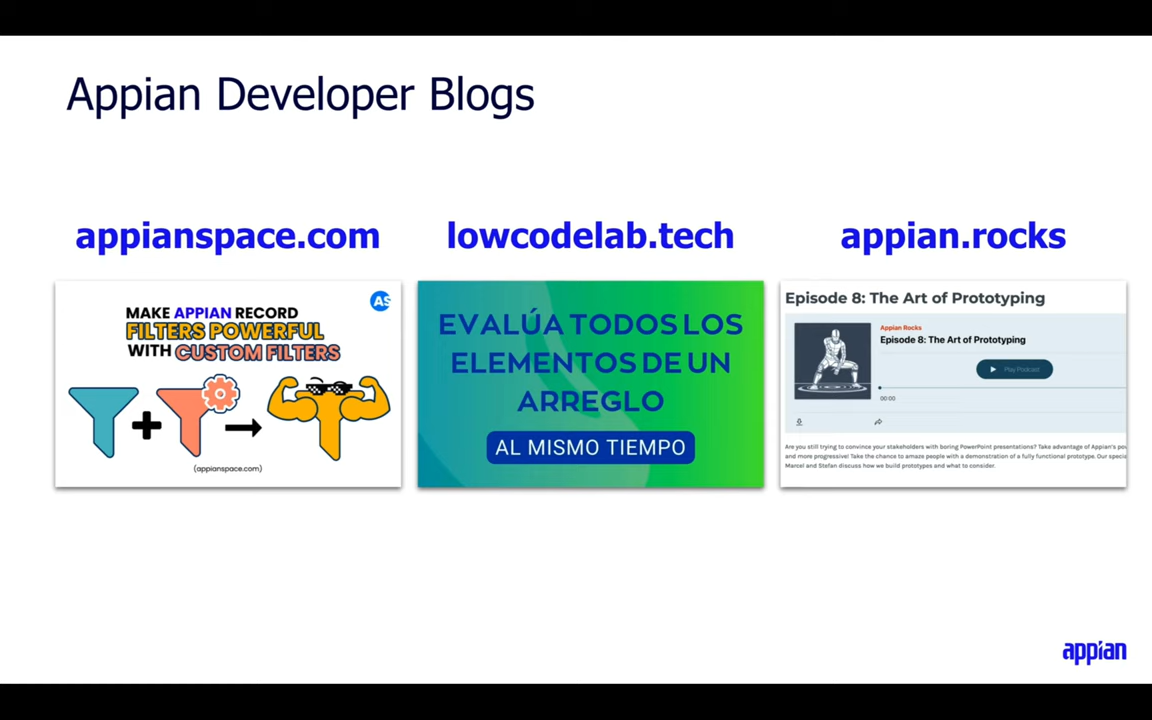 Appian Developer Blogs
appianspace.com
lowcodelab.tech
appian.rocks
AS
MAKE APPIAN RECORD
FILTERS POWERFUL
WITH CUSTOM FILTERS
(appianspace.com)
EVALÚA TODOS LOS
ELEMENTOS DE UN
ARREGLO
AL MISMO TIEMPO
Episode 8: The Art of Prototyping
Appian Rocks
Episode 8: The Art of Prototyping
Play Podcast
00:00
Are you still trying to convince your stakeholders with boring PowerPoint presentations? Take advantage of Appian's
and more progressive! Take the chance to amaze people with a demonstration of a fully functional prototype. Our
Marcel and Stefan discuss how we build prototypes and what to consider.
appian